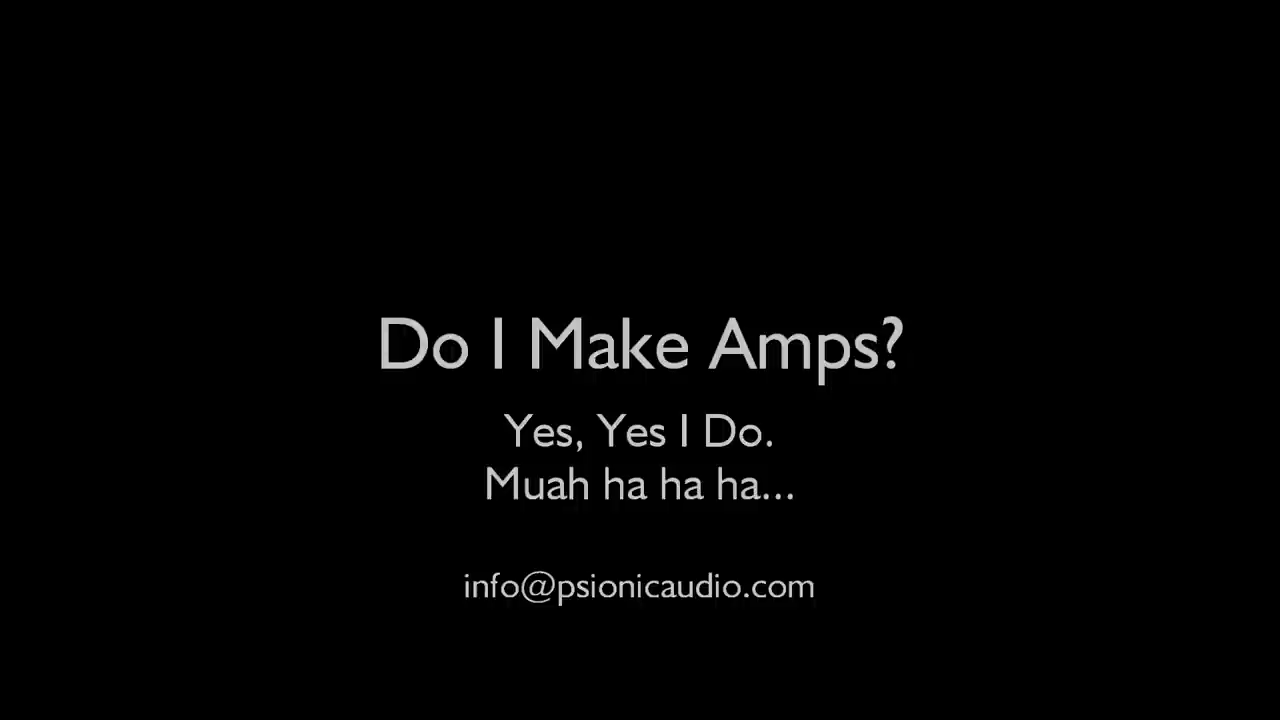 Do I Make Amps?
Yes, Yes I Do.
Muah ha ha ha...
info@psionicaudio.com